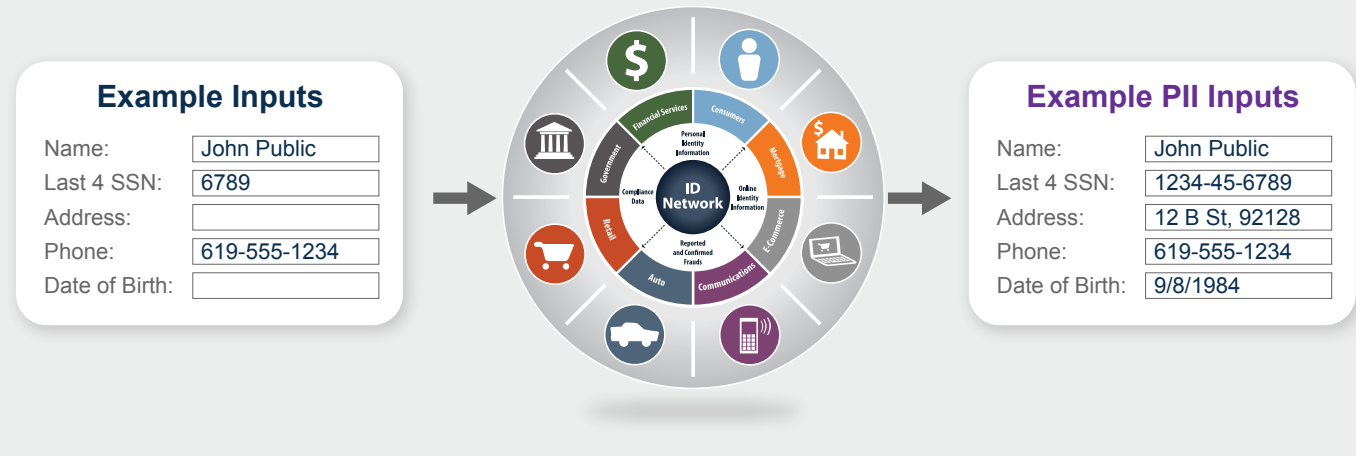 Example Inputs
Name: John Public
Last 4 SSN: 6789
Address:
Phone: 619-555-1234
Date of Birth:
$
Financial Services
Consumers
Government
Mortgage
$
Retail
E-Commerce
Auto
Communications
Personal
Identity
Information
Compliance
Data
ID
Network
Online
Identity
Information
Reported
and Confirmed
Frauds
Example PII Inputs
Name: John Public
Last 4 SSN: 1234-45-6789
Address: 12 B St, 92128
Phone: 619-555-1234
Date of Birth: 9/8/1984